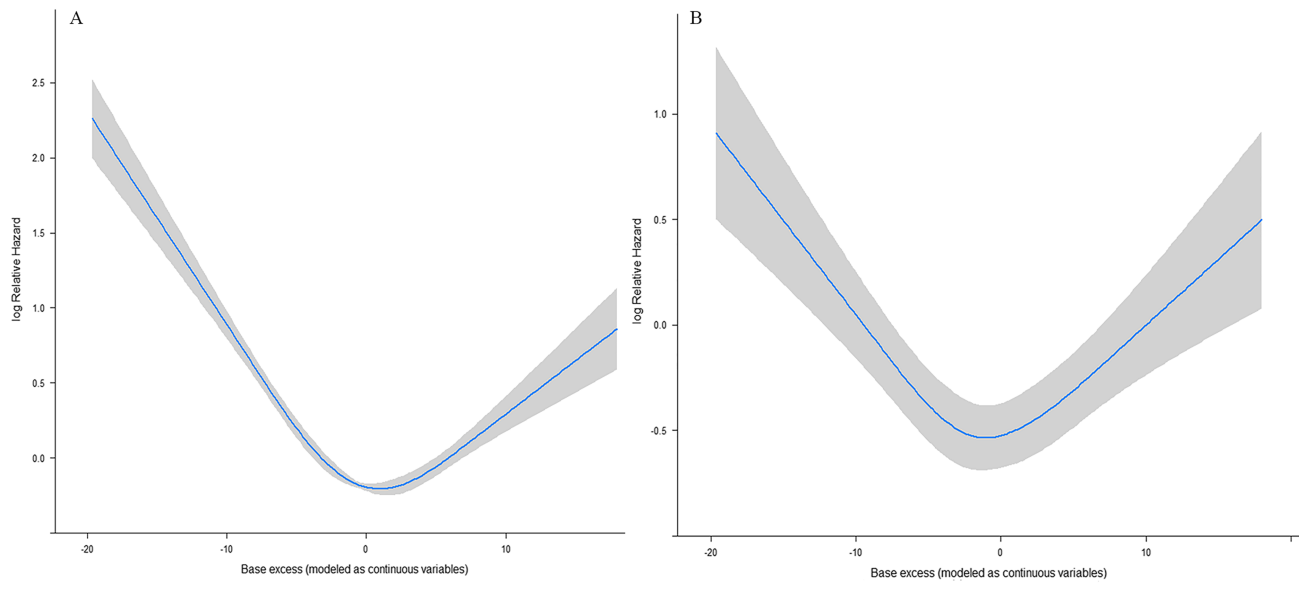 A
2.5
2.0
1.5
1.0
0.5
0.0
log Relative Hazard
-20 -10 0 10
Base excess (modeled as continuous variables)
B
1.0
0.5
0.0
-0.5
log Relative Hazard
-20 -10 0 10
Base excess (modeled as continuous variables)